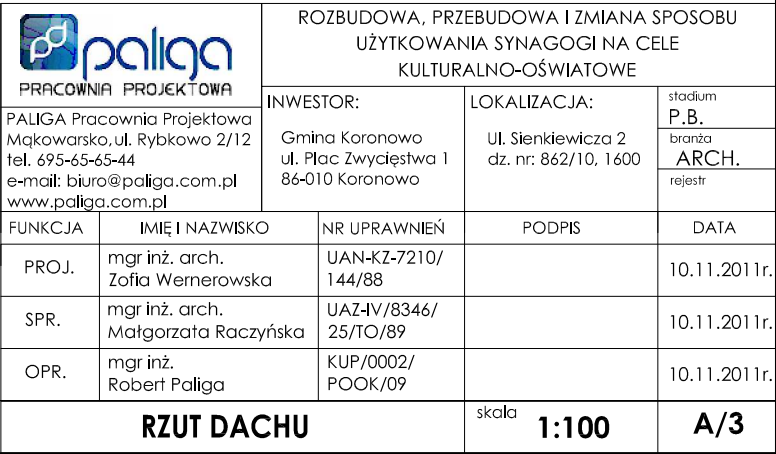 paliga
PRACOWNIA PROJEKTOWA
ROZBUDOWA, PRZEBUDOWA I ZMIANA SPOSOBU
UŻYTKOWANIA SYNAGOGI NA CELE
KULTURALNO-OŚWIATOWE
PALIGA Pracownia Projektowa
Mąkowarsko, ul. Rybkowo 2/12
tel. 695-65-65-44
e-mail: biuro@paliga.com.pl
www.paliga.com.pl
INWESTOR:
Gmina Koronowo
ul. Plac Zwycięstwa 1
86-010 Koronowo
LOKALIZACJA:
Ul. Sienkiewicza 2
dz. nr: 862/10, 1600
stadium
P.B.
branża
ARCH.
rejestr
FUNKCJA IMIĘ I NAZWISKO NR UPRAWNIEŃ PODPIS DATA
PROJ.
mgr inż. arch.
Zofia Wernerowska
UAN-KZ-7210/
144/88
10.11.2011r.
SPR.
mgr inż. arch.
Małgorzata Raczyńska
UAZ-IV/8346/
25/TO/89
10.11.2011r.
OPR.
mgr inż.
Robert Paliga
KUP/0002/
POOK/09
10.11.2011r.
RZUT DACHU
skala
1:100
A/3